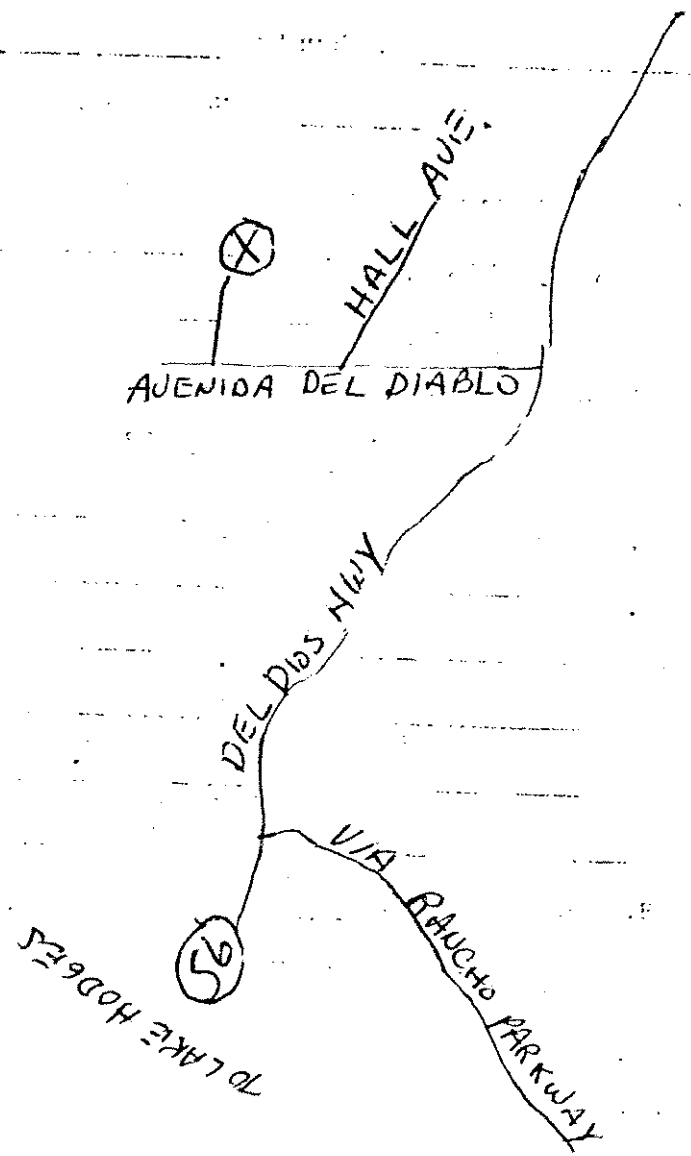 X
HALL AVE.
AVENIDA DEL DIABLO
DEL DIOS HWY
VIA RANCHO PARKWAY
56
TO LAKE HODGES